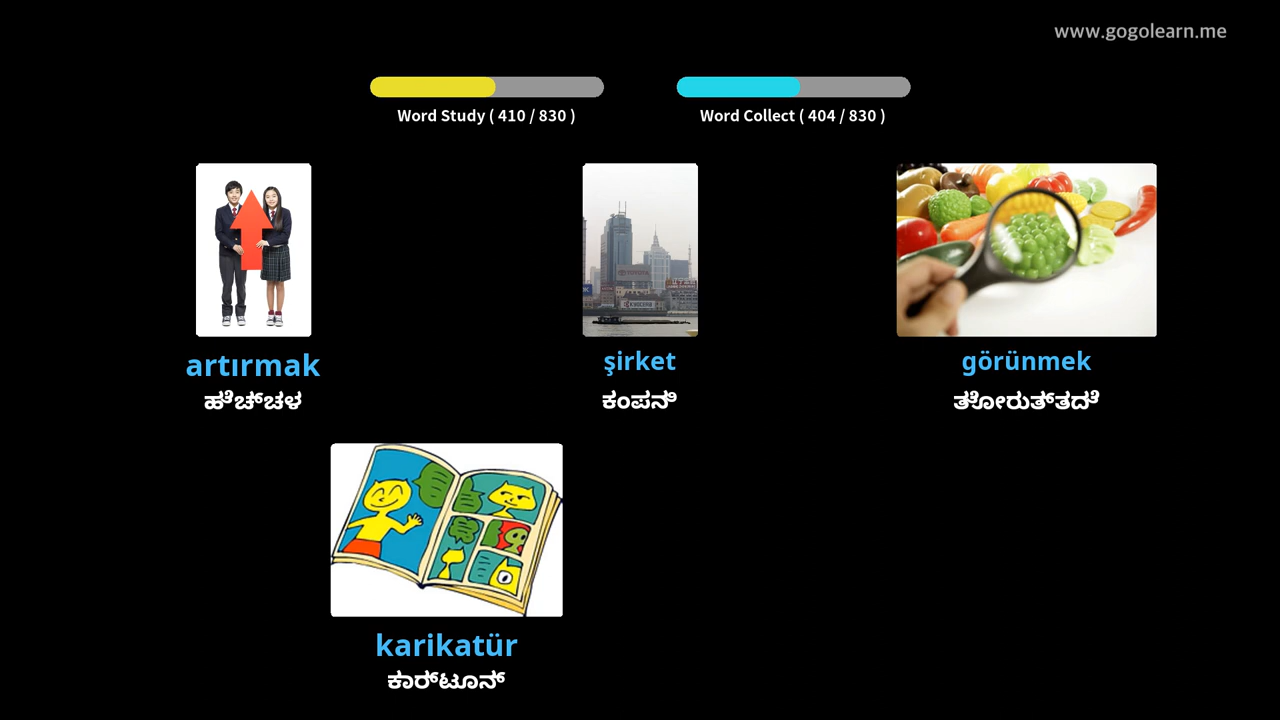 www.gogolearn.me
Word Study ( 410 / 830 )
Word Collect ( 404 / 830 )
artırmak
ಹೆಚ್ಚಳ
şirket
ಕಂಪನಿ
görünmek
ತೋರುತ್ತದೆ
karikatür
ಕಾರ್ಟೂನ್